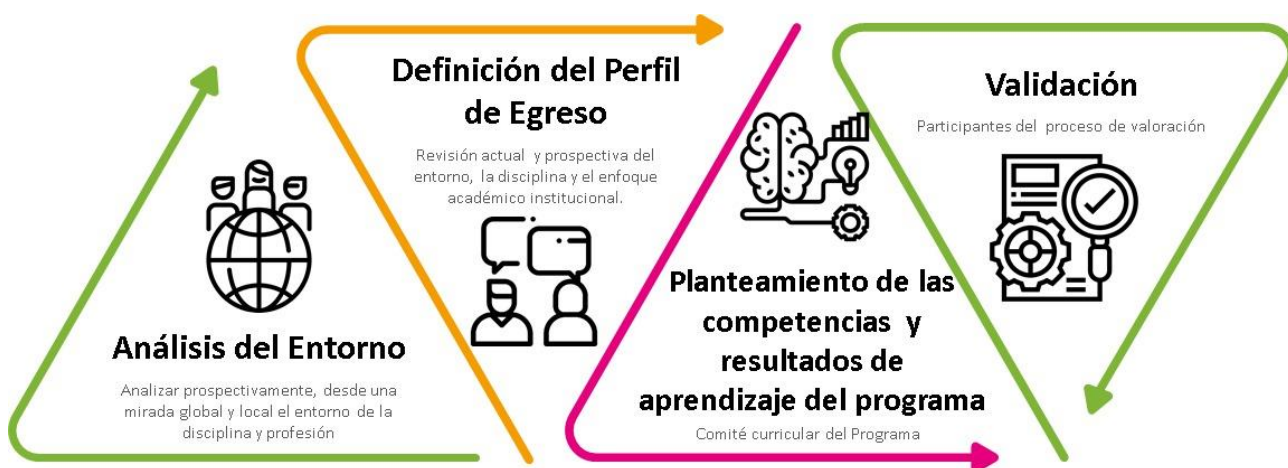 Análisis del Entorno
Analizar prospectivamente, desde una
mirada global y local el entorno de la
disciplina y profesión
Definición del Perfil
de Egreso
Revisión actual y prospectiva del
entorno, la disciplina y el enfoque
académico institucional.
Planteamiento de las
competencias y
resultados de
aprendizaje del programa
Comité curricular del Programa
Validación
Participantes del proceso de valoración